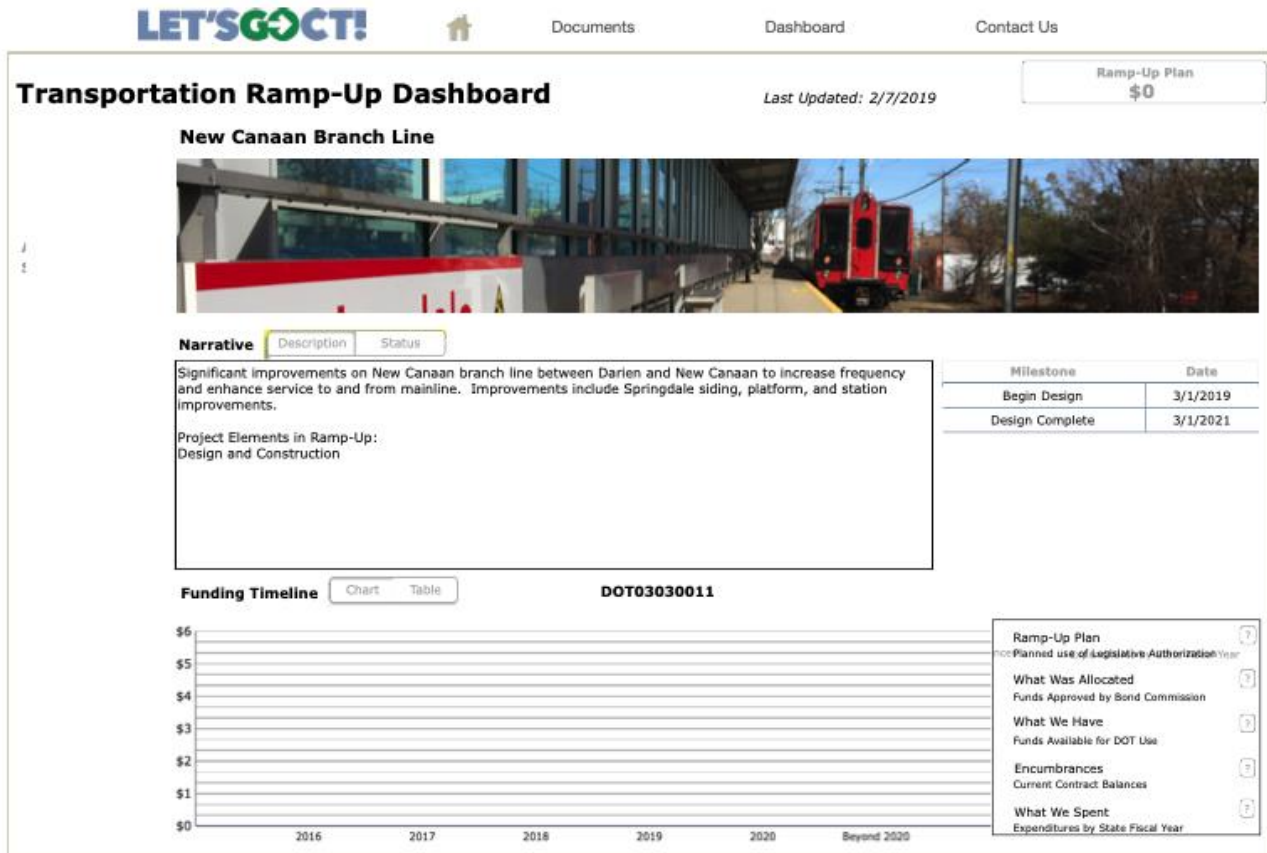 LET'SGOCT!
Documents
Dashboard
Contact Us
Transportation Ramp-Up Dashboard
Last Updated: 2/7/2019
Ramp-Up Plan
$0
New Canaan Branch Line
Narrative
Description
Status
Significant improvements on New Canaan branch line between Darien and New Canaan to increase frequency
and enhance service to and from mainline. Improvements include Springdale siding, platform, and station
improvements.
Project Elements in Ramp-Up:
Design and Construction
Milestone Date
Begin Design 3/1/2019
Design Complete 3/1/2021
Funding Timeline
Chart
Table
DOT03030011
$6
$5
$4
$3
$2
$1
$0
2016 2017 2018 2019 2020 Beyond 2020
Ramp-Up Plan ?
Planned use of Legislative Authorization
What Was Allocated ?
Funds Approved by Bond Commission
What We Have ?
Funds Available for DOT Use
Encumbrances ?
Current Contract Balances
What We Spent ?
Expenditures by State Fiscal Year